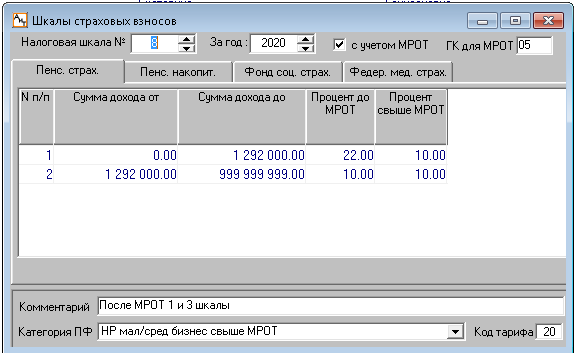 Шкалы страховых взносов
Налоговая шкала № 8 За год : 2020 с учетом МРОТ ГК для МРОТ 05
Пенс. страх. Пенс. накопит. Фонд соц. страх. Федер. мед. страх.
N п/п Сумма дохода от Сумма дохода до Процент до МРОТ Процент свыше МРОТ
1 0.00 1 292 000.00 22.00 10.00
2 1 292 000.00 999 999 999.00 10.00 10.00
Комментарий После МРОТ 1 и 3 шкалы
Категория ПФ НР мал/сред бизнес свыше МРОТ Код тарифа 20